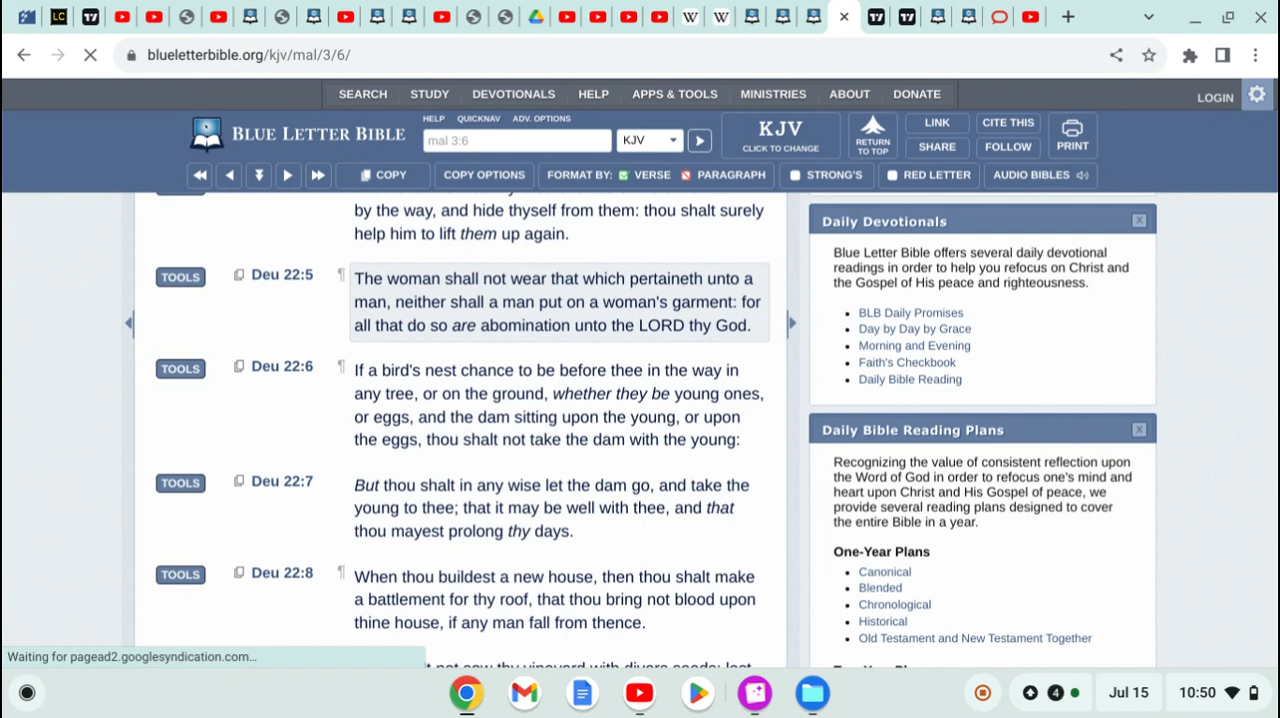 blueletterbible.org/kjv/mal/3/6/
SEARCH STUDY DEVOTIONALS HELP APPS & TOOLS MINISTRIES ABOUT DONATE LOGIN
BLUE LETTER BIBLE
HELP QUICKNAV ADV. OPTIONS
mal 3:6 KJV
KJV
CLICK TO CHANGE
RETURN
TO TOP
LINK CITE THIS
SHARE FOLLOW
PRINT
COPY COPY OPTIONS FORMAT BY: VERSE PARAGRAPH STRONG'S RED LETTER AUDIO BIBLES
by the way, and hide thyself from them: thou shalt surely
help him to lift them up again.
TOOLS Deu 22:5 ¶ The woman shall not wear that which pertaineth unto a
man, neither shall a man put on a woman's garment: for
all that do so are abomination unto the LORD thy God.
TOOLS Deu 22:6 ¶ If a bird's nest chance to be before thee in the way in
any tree, or on the ground, whether they be young ones,
or eggs, and the dam sitting upon the young, or upon
the eggs, thou shalt not take the dam with the young:
TOOLS Deu 22:7 But thou shalt in any wise let the dam go, and take the
young to thee; that it may be well with thee, and that
thou mayest prolong thy days.
TOOLS Deu 22:8 ¶ When thou buildest a new house, then thou shalt make
a battlement for thy roof, that thou bring not blood upon
thine house, if any man fall from thence.
Daily Devotionals
Blue Letter Bible offers several daily devotional
readings in order to help you refocus on Christ and
the Gospel of His peace and righteousness.
BLB Daily Promises
Day by Day by Grace
Morning and Evening
Faith's Checkbook
Daily Bible Reading
Daily Bible Reading Plans
Recognizing the value of consistent reflection upon
the Word of God in order to refocus one's mind and
heart upon Christ and His Gospel of peace, we
provide several reading plans designed to cover
the entire Bible in a year.
One-Year Plans
Canonical
Blended
Chronological
Historical
Old Testament and New Testament Together
Waiting for pagead2.googlesyndication.com...
4 Jul 15 10:50